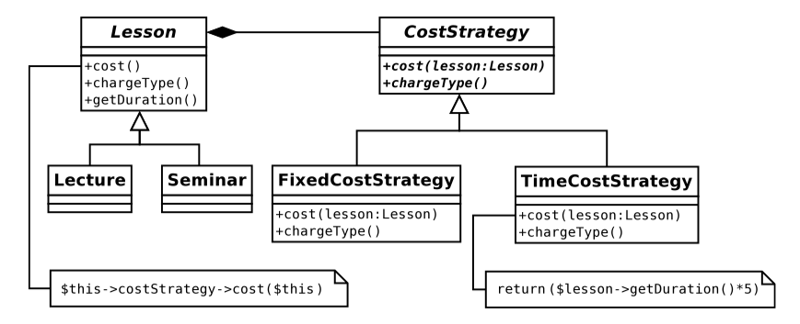 Lesson
+cost()
+chargeType()
+getDuration()
CostStrategy
+cost(lesson:Lesson)
+chargeType()
Lecture
Seminar
FixedCostStrategy
+cost(lesson:Lesson)
+chargeType()
TimeCostStrategy
+cost(lesson:Lesson)
+chargeType()
$this->costStrategy->cost($this)
return($lesson->getDuration()*5)